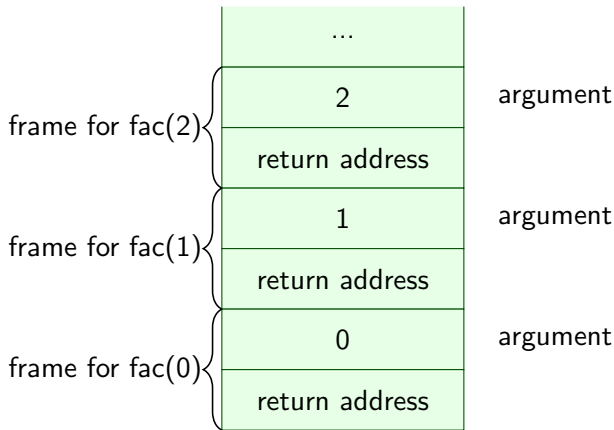 ...
2 argument
frame for fac(2)
return address
1 argument
frame for fac(1)
return address
0 argument
frame for fac(0)
return address